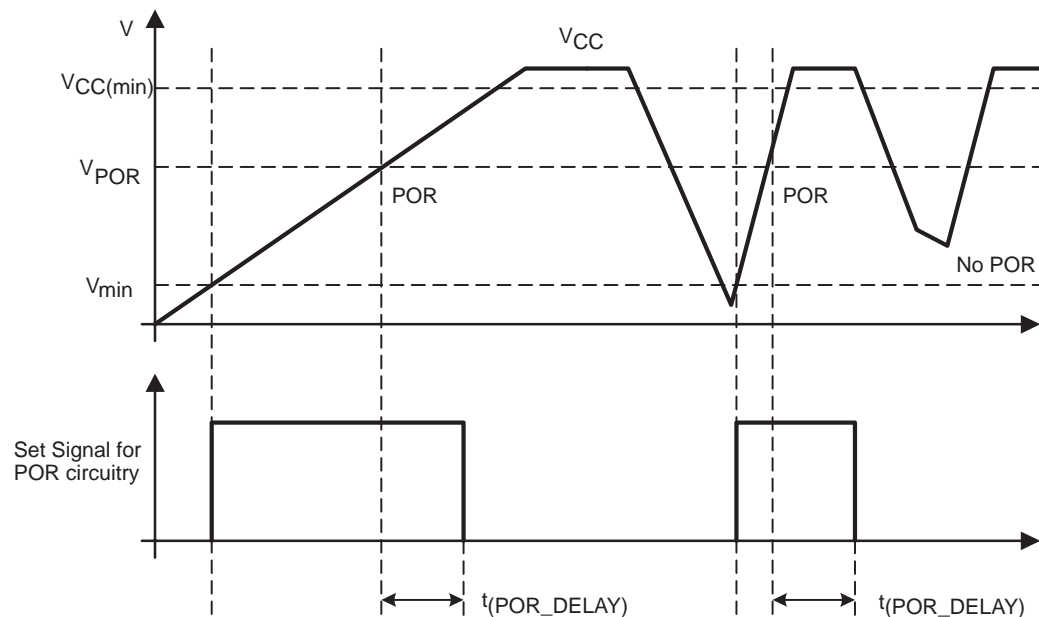 V
VCC
VCC(min)
VPOR
POR
POR
No POR
Vmin
Set Signal for
POR circuitry
t(POR_DELAY)
t(POR_DELAY)